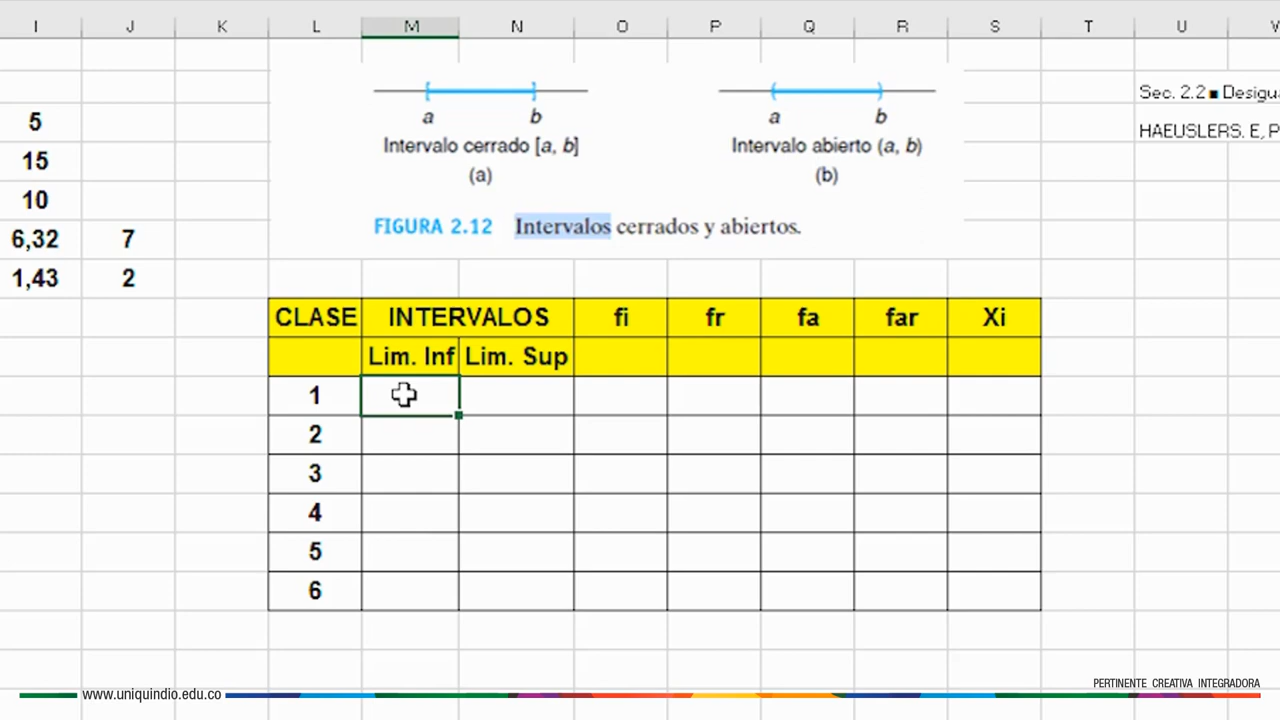 I J K L M N O P Q R S T U
a b a b
Sec. 2.2 ■ Desigu
Intervalo cerrado [a, b] Intervalo abierto (a, b)
HAEUSLERS. E, P
(a) (b)
FIGURA 2.12 Intervalos cerrados y abiertos.
5
15
10
6,32 7
1,43 2
CLASE INTERVALOS fi fr fa far Xi
Lim. Inf Lim. Sup
1
2
3
4
5
6
www.uniquindio.edu.co
PERTINENTE CREATIVA INTEGRADORA